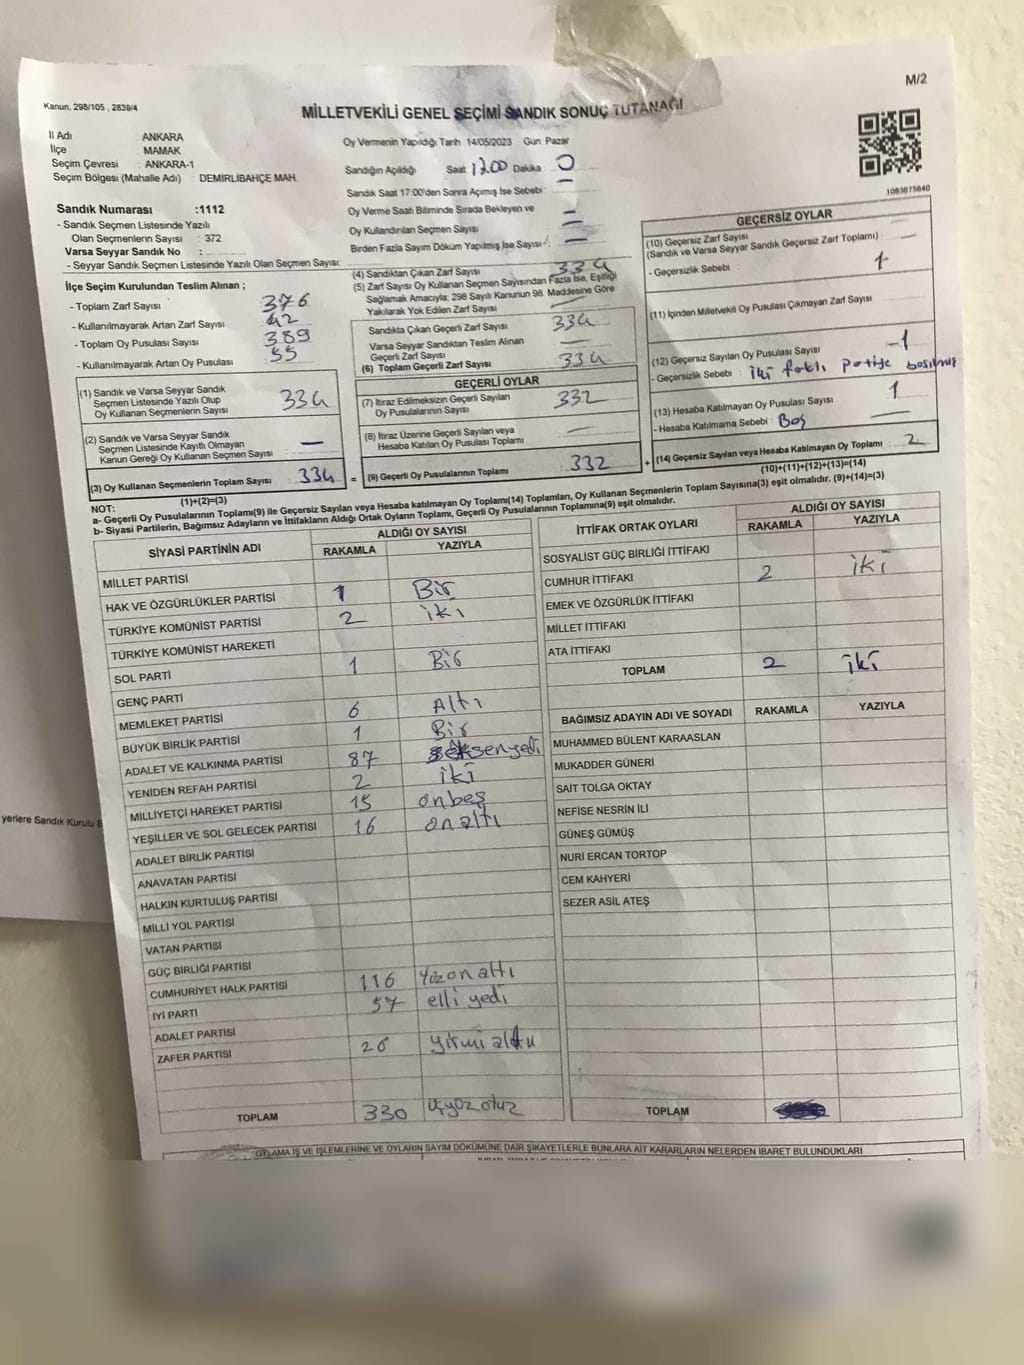 M/2
Kanun, 298/105 , 2839/4
MİLLETVEKİLİ GENEL SEÇİMİ SANDIK SONUÇ TUTANAĞI
İl Adı : ANKARA
İlçe : MAMAK
Seçim Çevresi : ANKARA-1
Seçim Bölgesi (Mahalle Adı) : DEMİRLİBAHÇE MAH.
Oy Vermenin Yapıldığı Tarih :14/05/2023 Gün: Pazar
Sandığın Açıldığı Saat 17.00 Dakika 0
Sandık Saat 17:00'den Sonra Açılmış İse Sebebi : —
Oy Verme Saati Bitiminde Sırada Bekleyen ve
Oy Kullandırılan Seçmen Sayısı : —
Birden Fazla Sayım Döküm Yapılmış İse Sayısı : —
1083875840
Sandık Numarası :1112
- Sandık Seçmen Listesinde Yazılı
Olan Seçmenlerin Sayısı : 372
Varsa Seyyar Sandık No :
- Seyyar Sandık Seçmen Listesinde Yazılı Olan Seçmen Sayısı:
İlçe Seçim Kurulundan Teslim Alınan ;
- Toplam Zarf Sayısı 376
- Kullanılmayarak Artan Zarf Sayısı : 42
- Toplam Oy Pusulası Sayısı : 389
- Kullanılmayarak Artan Oy Pusulası : 55
(1) Sandık ve Varsa Seyyar Sandık
Seçmen Listesinde Yazılı Olup
Oy Kullanan Seçmenlerin Sayısı : 334
(2) Sandık ve Varsa Seyyar Sandık
Seçmen Listesinde Kayıtlı Olmayan
Kanun Gereği Oy Kullanan Seçmen Sayısı : —
(3) Oy Kullanan Seçmenlerin Toplam Sayısı : 334
(1)+(2)=(3)
(4) Sandıktan Çıkan Zarf Sayısı 334
(5) Zarf Sayısı Oy Kullanan Seçmen Sayısından Fazla İse, Eşitliği
Sağlamak Amacıyla; 298 Sayılı Kanunun 98. Maddesine Göre
Yakılarak Yok Edilen Zarf Sayısı : —
Sandıkta Çıkan Geçerli Zarf Sayısı 334
Varsa Seyyar Sandıktan Teslim Alınan
Geçerli Zarf Sayısı : —
(6) Toplam Geçerli Zarf Sayısı : 334
GEÇERLİ OYLAR
(7) İtiraz Edilmeksizin Geçerli Sayılan
Oy Pusulalarının Sayısı : 332
(8) İtiraz Üzerine Geçerli Sayılan veya
Hesaba Katılan Oy Pusulası Toplamı : —
= (9) Geçerli Oy Pusulalarının Toplamı : 332 +
GEÇERSİZ OYLAR
(10) Geçersiz Zarf Sayısı
(Sandık ve Varsa Seyyar Sandık Geçersiz Zarf Toplamı) : —
- Geçersizlik Sebebi : 1
(11) İçinden Milletvekili Oy Pusulası Çıkmayan Zarf Sayısı
(12) Geçersiz Sayılan Oy Pusulası Sayısı 1
- Geçersizlik Sebebi : iki farklı partiye basılmış
(13) Hesaba Katılmayan Oy Pusulası Sayısı 1
- Hesaba Katılmama Sebebi : Boş
(14) Geçersiz Sayılan veya Hesaba Katılmayan Oy Toplamı : 2
(10)+(11)+(12)+(13)=(14)
NOT:
a- Geçerli Oy Pusulalarının Toplamı(9) ile Geçersiz Sayılan veya Hesaba katılmayan Oy Toplamı(14) Toplamları, Oy Kullanan Seçmenlerin Toplam Sayısına(3) eşit olmalıdır. (9)+(14)=(3)
b- Siyasi Partilerin, Bağımsız Adayların ve İttifakların Aldığı Ortak Oyların Toplamı, Geçerli Oy Pusulalarının Toplamına(9) eşit olmalıdır.
SİYASİ PARTİNİN ADI ALDIĞI OY SAYISI
RAKAMLA YAZIYLA
MİLLET PARTİSİ
HAK VE ÖZGÜRLÜKLER PARTİSİ 1 Bir
TÜRKİYE KOMÜNİST PARTİSİ 2 iki
TÜRKİYE KOMÜNİST HAREKETİ
SOL PARTİ 1 Bir
GENÇ PARTİ
MEMLEKET PARTİSİ 6 Altı
BÜYÜK BİRLİK PARTİSİ 1 Bir
ADALET VE KALKINMA PARTİSİ 87 seksenyedi
YENİDEN REFAH PARTİSİ 2 iki
MİLLİYETÇİ HAREKET PARTİSİ 15 onbeş
YEŞİLLER VE SOL GELECEK PARTİSİ 16 onaltı
ADALET BİRLİK PARTİSİ
ANAVATAN PARTİSİ
HALKIN KURTULUŞ PARTİSİ
MİLLİ YOL PARTİSİ
VATAN PARTİSİ
GÜÇ BİRLİĞİ PARTİSİ
CUMHURİYET HALK PARTİSİ 116 Yüzonaltı
İYİ PARTİ 57 elli yedi
ADALET PARTİSİ
ZAFER PARTİSİ 26 yirmi altı
TOPLAM 330 üçyüzotuz
İTTİFAK ORTAK OYLARI ALDIĞI OY SAYISI
RAKAMLA YAZIYLA
SOSYALİST GÜÇ BİRLİĞİ İTTİFAKI
CUMHUR İTTİFAKI 2 iki
EMEK VE ÖZGÜRLÜK İTTİFAKI
MİLLET İTTİFAKI
ATA İTTİFAKI
TOPLAM 2 iki
BAĞIMSIZ ADAYIN ADI VE SOYADI RAKAMLA YAZIYLA
MUHAMMED BÜLENT KARAASLAN
MUKADDER GÜNERİ
SAİT TOLGA OKTAY
NEFİSE NESRİN İLİ
GÜNEŞ GÜMÜŞ
NURİ ERCAN TORTOP
CEM KAHYERİ
SEZER ASİL ATEŞ
TOPLAM
yerlere Sandık Kurulu B
OYLAMA İŞ VE İŞLEMLERİNE VE OYLARIN SAYIM DÖKÜMÜNE DAİR ŞİKAYETLERLE BUNLARA AİT KARARLARIN NELERDEN İBARET BULUNDUKLARI